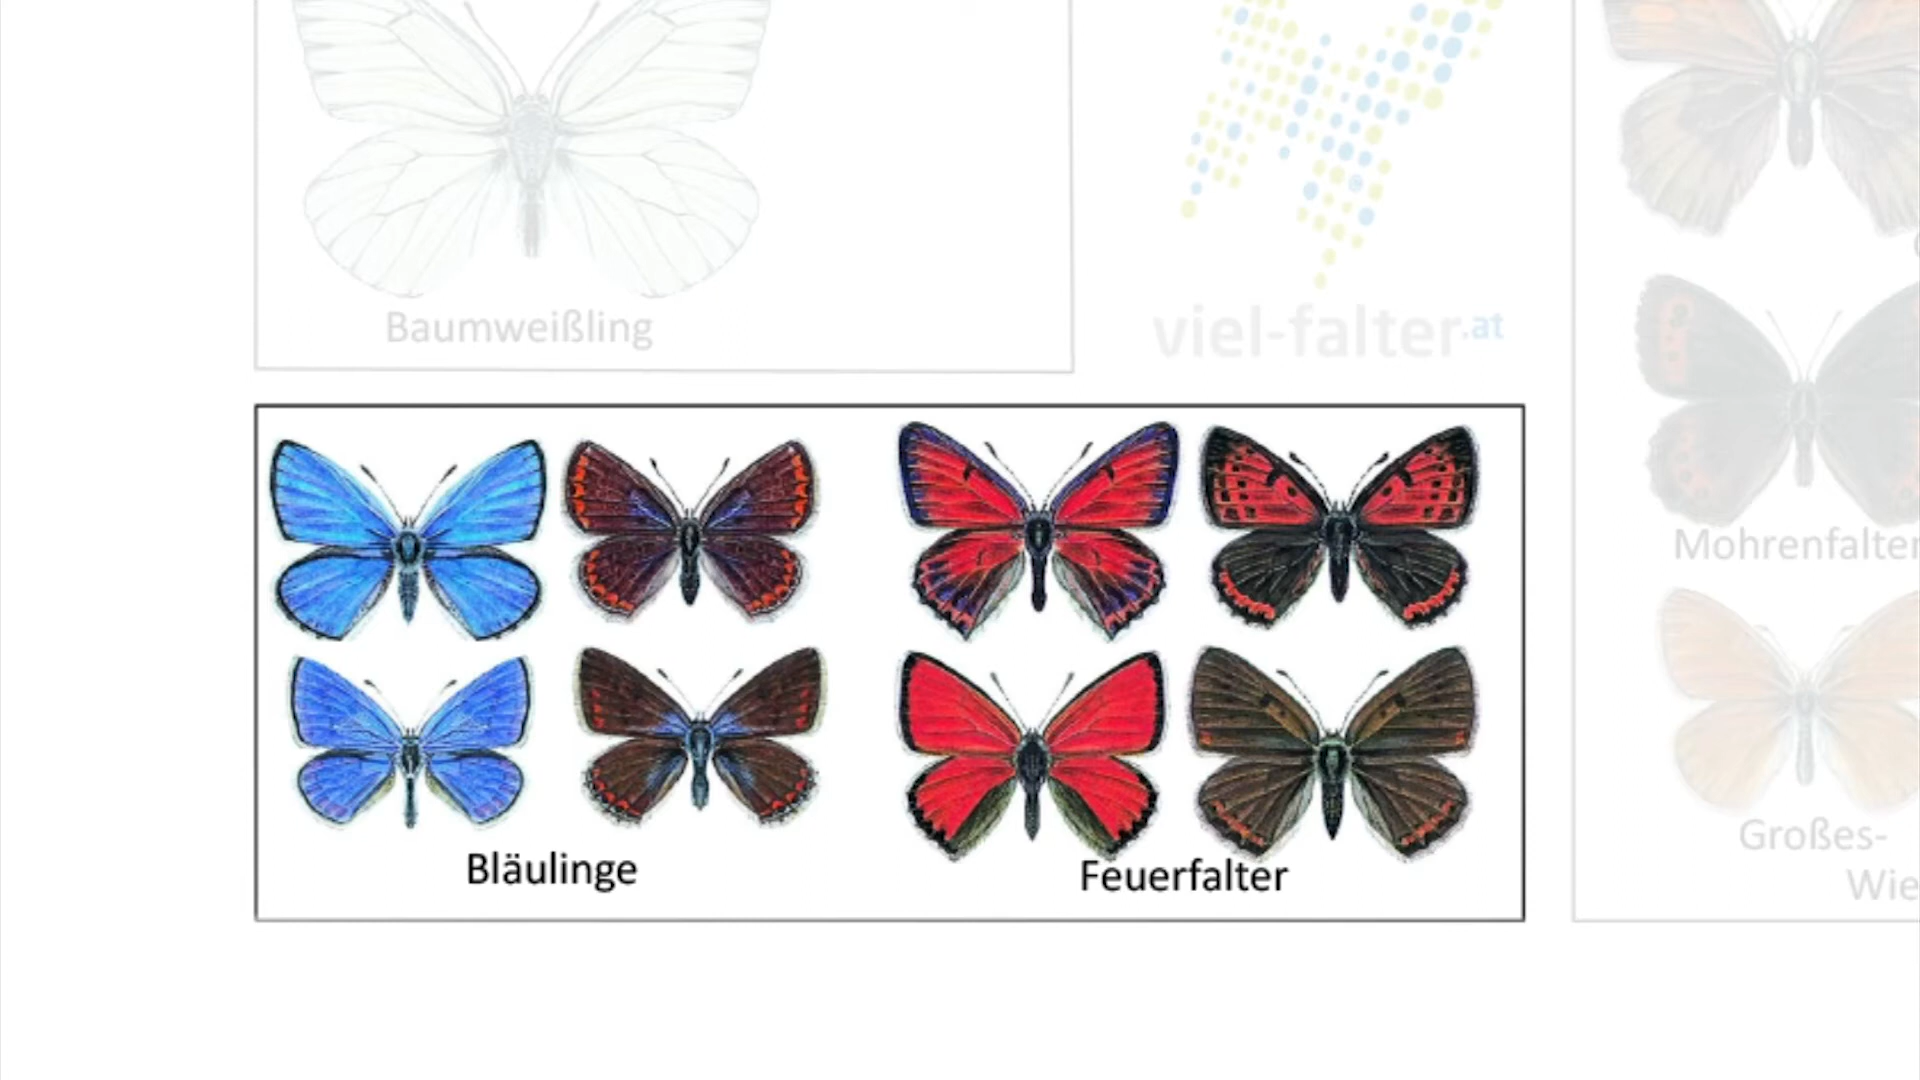 Baumweißling
viel-falter.at
Bläulinge
Feuerfalter
Mohrenfalter
Großes-